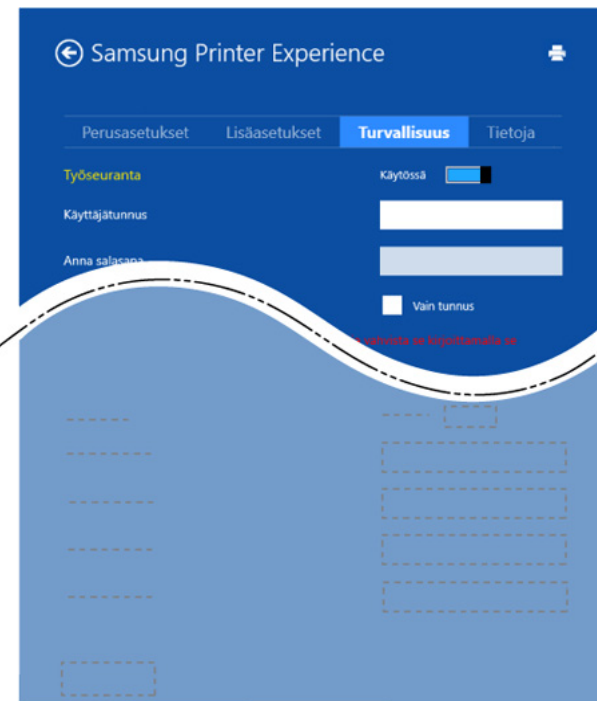 Samsung Printer Experience
Perusasetukset Lisäasetukset Turvallisuus Tietoja
Työseuranta Käytössä
Käyttäjätunnus
Anna salasana
Vain tunnus
vahvista se kirjoittamalla se